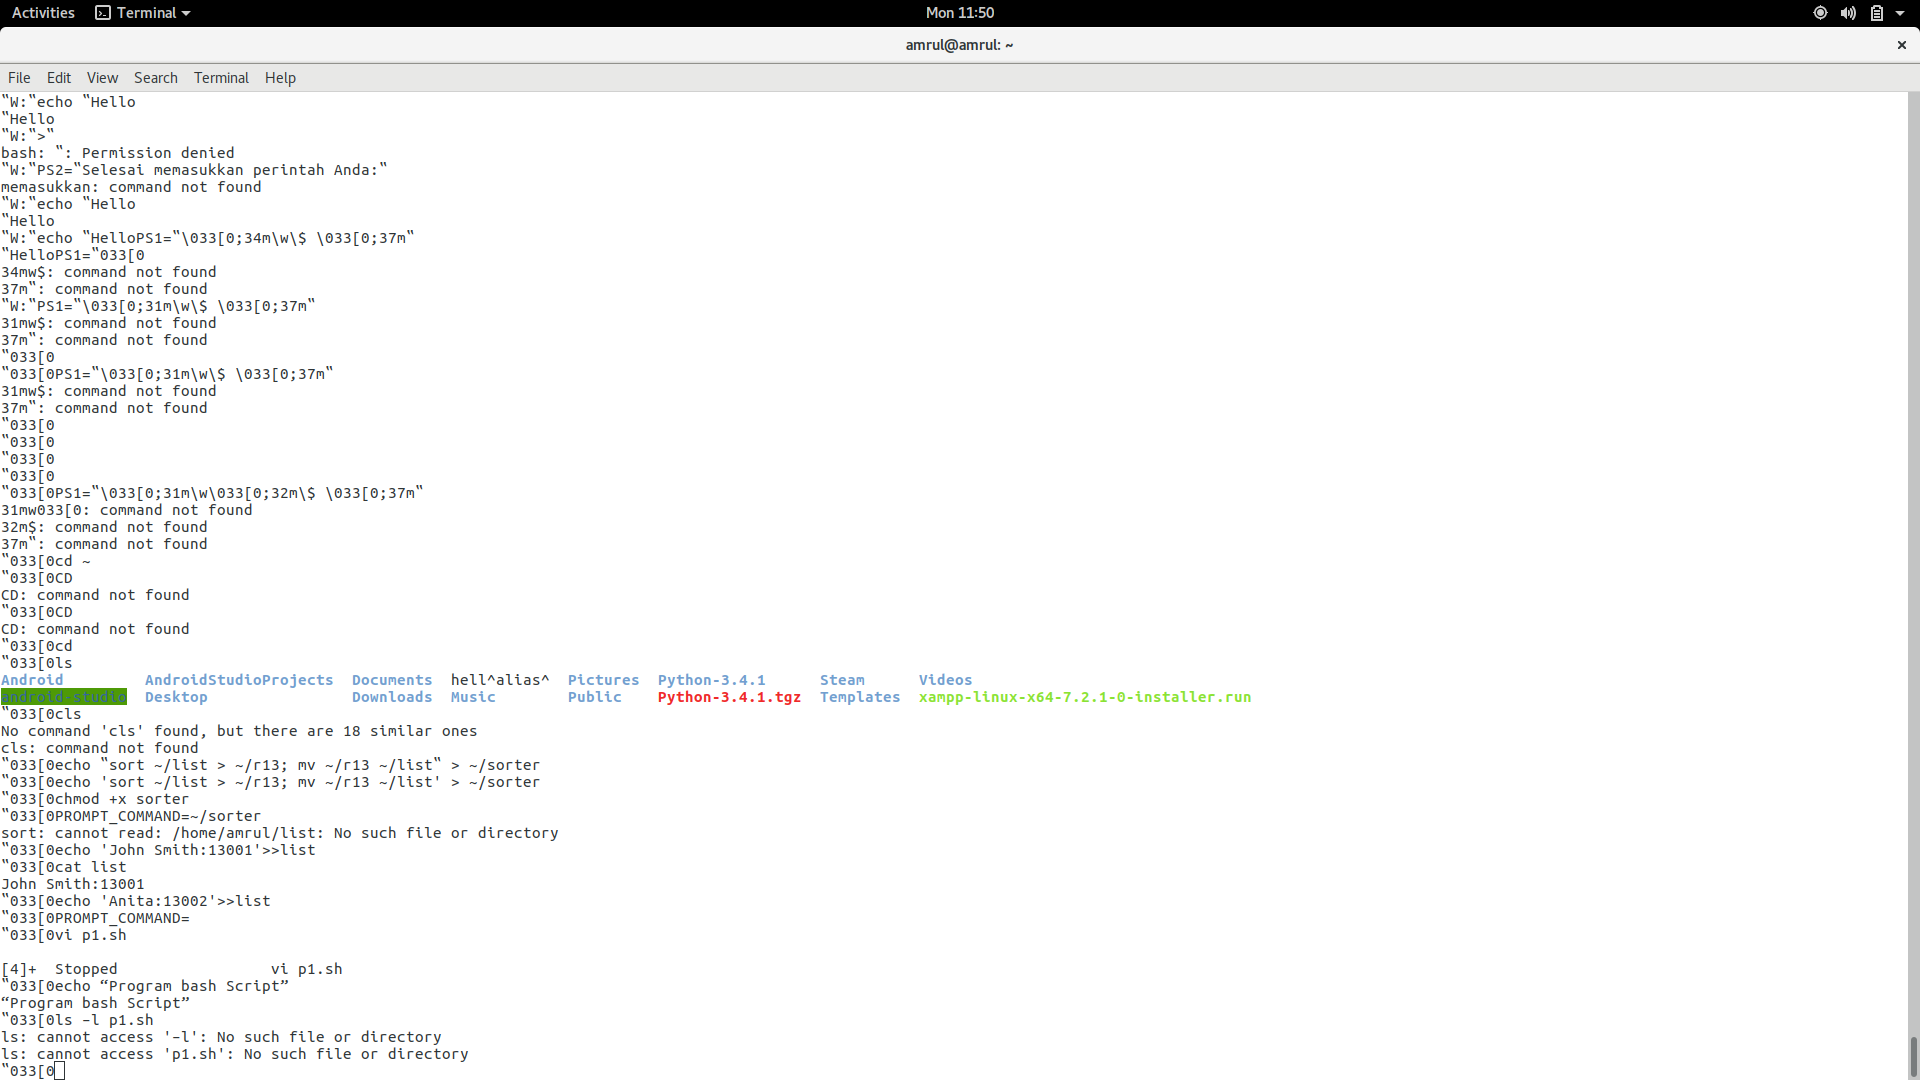 Activities Terminal Mon 11:50
amrul@amrul: ~
File Edit View Search Terminal Help
‟W:‟echo ‟Hello
‟Hello
‟W:‟>‟
bash: ‟: Permission denied
‟W:‟PS2=‟Selesai memasukkan perintah Anda:‟
memasukkan: command not found
‟W:‟echo ‟Hello
‟Hello
‟W:‟echo ‟HelloPS1=‟\033[0;34m\w\$ \033[0;37m‟
‟HelloPS1=‟033[0
34mw$: command not found
37m‟: command not found
‟W:‟PS1=‟\033[0;31m\w\$ \033[0;37m‟
31mw$: command not found
37m‟: command not found
‟033[0
‟033[0PS1=‟\033[0;31m\w\$ \033[0;37m‟
31mw$: command not found
37m‟: command not found
‟033[0
‟033[0
‟033[0
‟033[0
‟033[0PS1=‟\033[0;31m\w\033[0;32m\$ \033[0;37m‟
31mw033[0: command not found
32m$: command not found
37m‟: command not found
‟033[0cd ~
‟033[0CD
CD: command not found
‟033[0CD
CD: command not found
‟033[0cd
‟033[0ls
Android AndroidStudioProjects Documents hell^alias^ Pictures Python-3.4.1 Steam Videos
android-studio Desktop Downloads Music Public Python-3.4.1.tgz Templates xampp-linux-x64-7.2.1-0-installer.run
‟033[0cls
No command 'cls' found, but there are 18 similar ones
cls: command not found
‟033[0echo ‟sort ~/list > ~/r13; mv ~/r13 ~/list‟ > ~/sorter
‟033[0echo 'sort ~/list > ~/r13; mv ~/r13 ~/list' > ~/sorter
‟033[0chmod +x sorter
‟033[0PROMPT_COMMAND=~/sorter
sort: cannot read: /home/amrul/list: No such file or directory
‟033[0echo 'John Smith:13001'>>list
‟033[0cat list
John Smith:13001
‟033[0echo 'Anita:13002'>>list
‟033[0PROMPT_COMMAND=
‟033[0vi p1.sh
[4]+ Stopped vi p1.sh
‟033[0echo “Program bash Script”
“Program bash Script”
‟033[0ls –l p1.sh
ls: cannot access '–l': No such file or directory
ls: cannot access 'p1.sh': No such file or directory
‟033[0